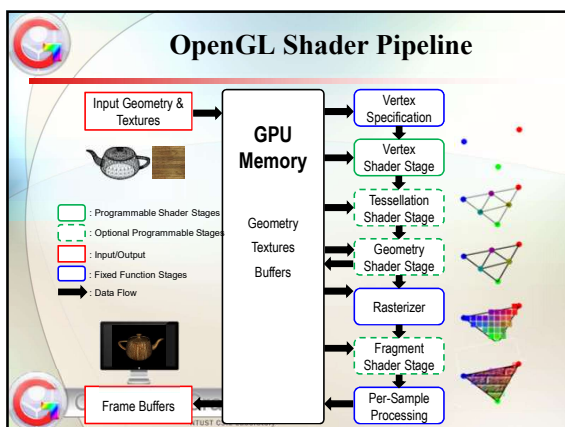 OpenGL Shader Pipeline
Input Geometry &
Textures
GPU
Memory
Geometry
Textures
Buffers
Vertex
Specification
Vertex
Shader Stage
Tessellation
Shader Stage
Geometry
Shader Stage
Rasterizer
Fragment
Shader Stage
Per-Sample
Processing
: Programmable Shader Stages
: Optional Programmable Stages
: Input/Output
: Fixed Function Stages
: Data Flow
Frame Buffers